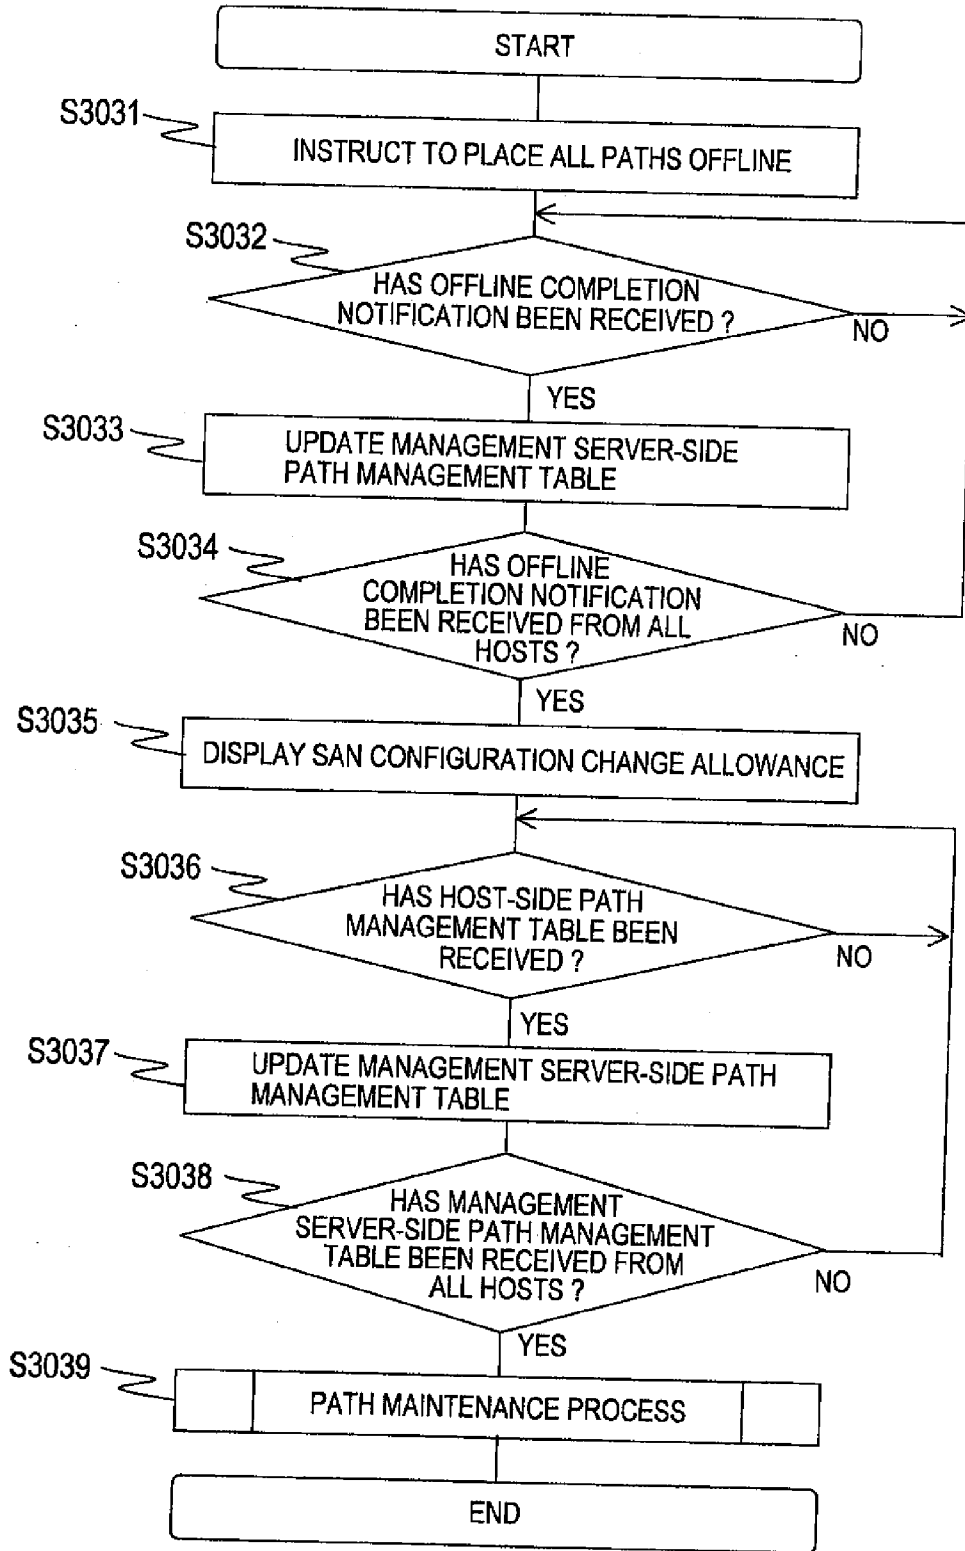 START
S3031
INSTRUCT TO PLACE ALL PATHS OFFLINE
S3032
HAS OFFLINE COMPLETION
NOTIFICATION BEEN RECEIVED ?
NO
YES
S3033
UPDATE MANAGEMENT SERVER-SIDE
PATH MANAGEMENT TABLE
S3034
HAS OFFLINE
COMPLETION NOTIFICATION
BEEN RECEIVED FROM ALL
HOSTS ?
NO
YES
S3035
DISPLAY SAN CONFIGURATION CHANGE ALLOWANCE
S3036
HAS HOST-SIDE PATH
MANAGEMENT TABLE BEEN
RECEIVED ?
NO
YES
S3037
UPDATE MANAGEMENT SERVER-SIDE PATH
MANAGEMENT TABLE
S3038
HAS MANAGEMENT
SERVER-SIDE PATH MANAGEMENT
TABLE BEEN RECEIVED FROM
ALL HOSTS ?
NO
YES
S3039
PATH MAINTENANCE PROCESS
END